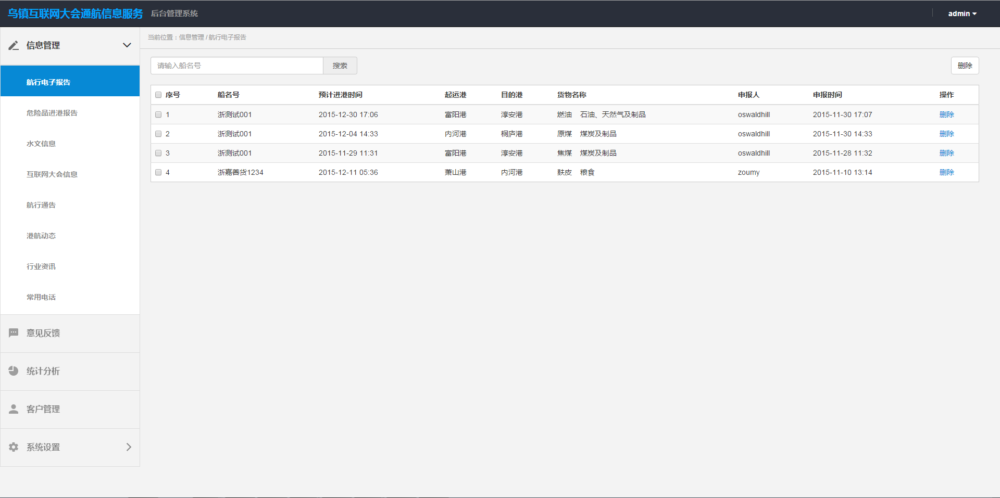 乌镇互联网大会通航信息服务 后台管理系统 admin
信息管理
航行电子报告
危险品进港报告
水文信息
互联网大会信息
航行通告
港航动态
行业资讯
常用电话
意见反馈
统计分析
客户管理
系统设置
当前位置：信息管理 / 航行电子报告
请输入船名号 搜索 删除
序号 船名号 预计进港时间 起运港 目的港 货物名称 申报人 申报时间 操作
1 浙测试001 2015-12-30 17:06 富阳港 淳安港 燃油 石油、天然气及制品 oswaldhill 2015-11-30 17:07 删除
2 浙测试001 2015-12-04 14:33 内河港 桐庐港 原煤 煤炭及制品 oswaldhill 2015-11-30 14:33 删除
3 浙测试001 2015-11-29 11:31 富阳港 淳安港 焦煤 煤炭及制品 oswaldhill 2015-11-28 11:32 删除
4 浙嘉善货1234 2015-12-11 05:36 萧山港 内河港 麸皮 粮食 zoumy 2015-11-10 13:14 删除